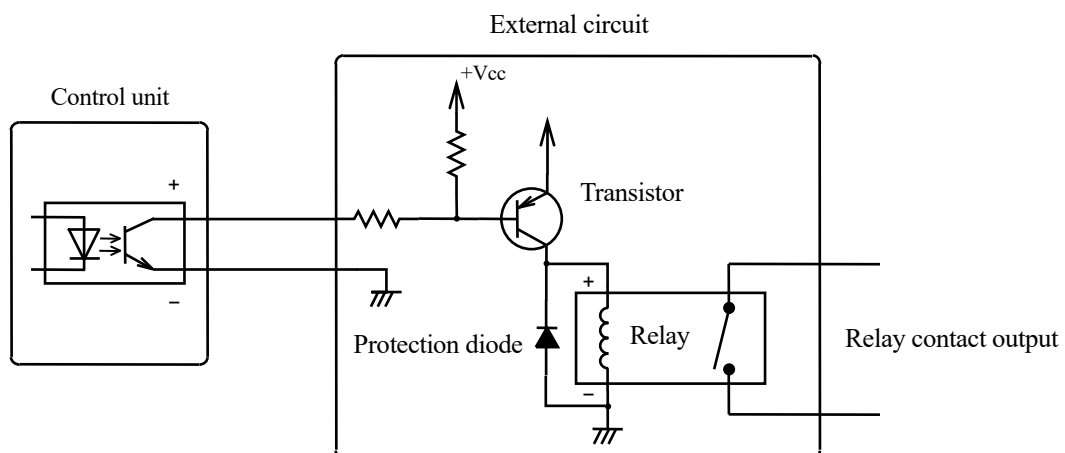 External circuit
+Vcc
Control unit
+
Transistor
−
+
Protection diode
Relay
Relay contact output
−